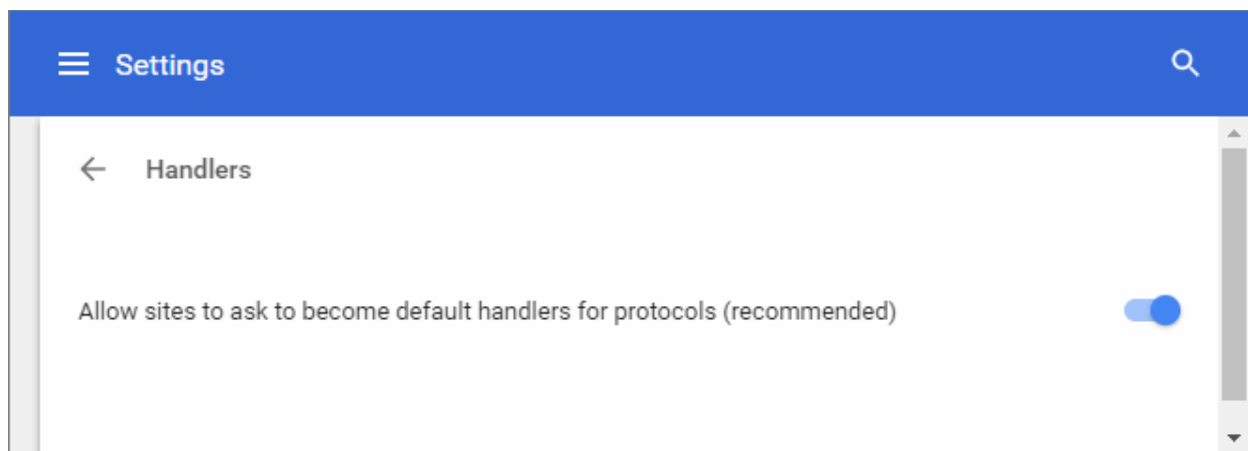 Settings
Handlers
Allow sites to ask to become default handlers for protocols (recommended)